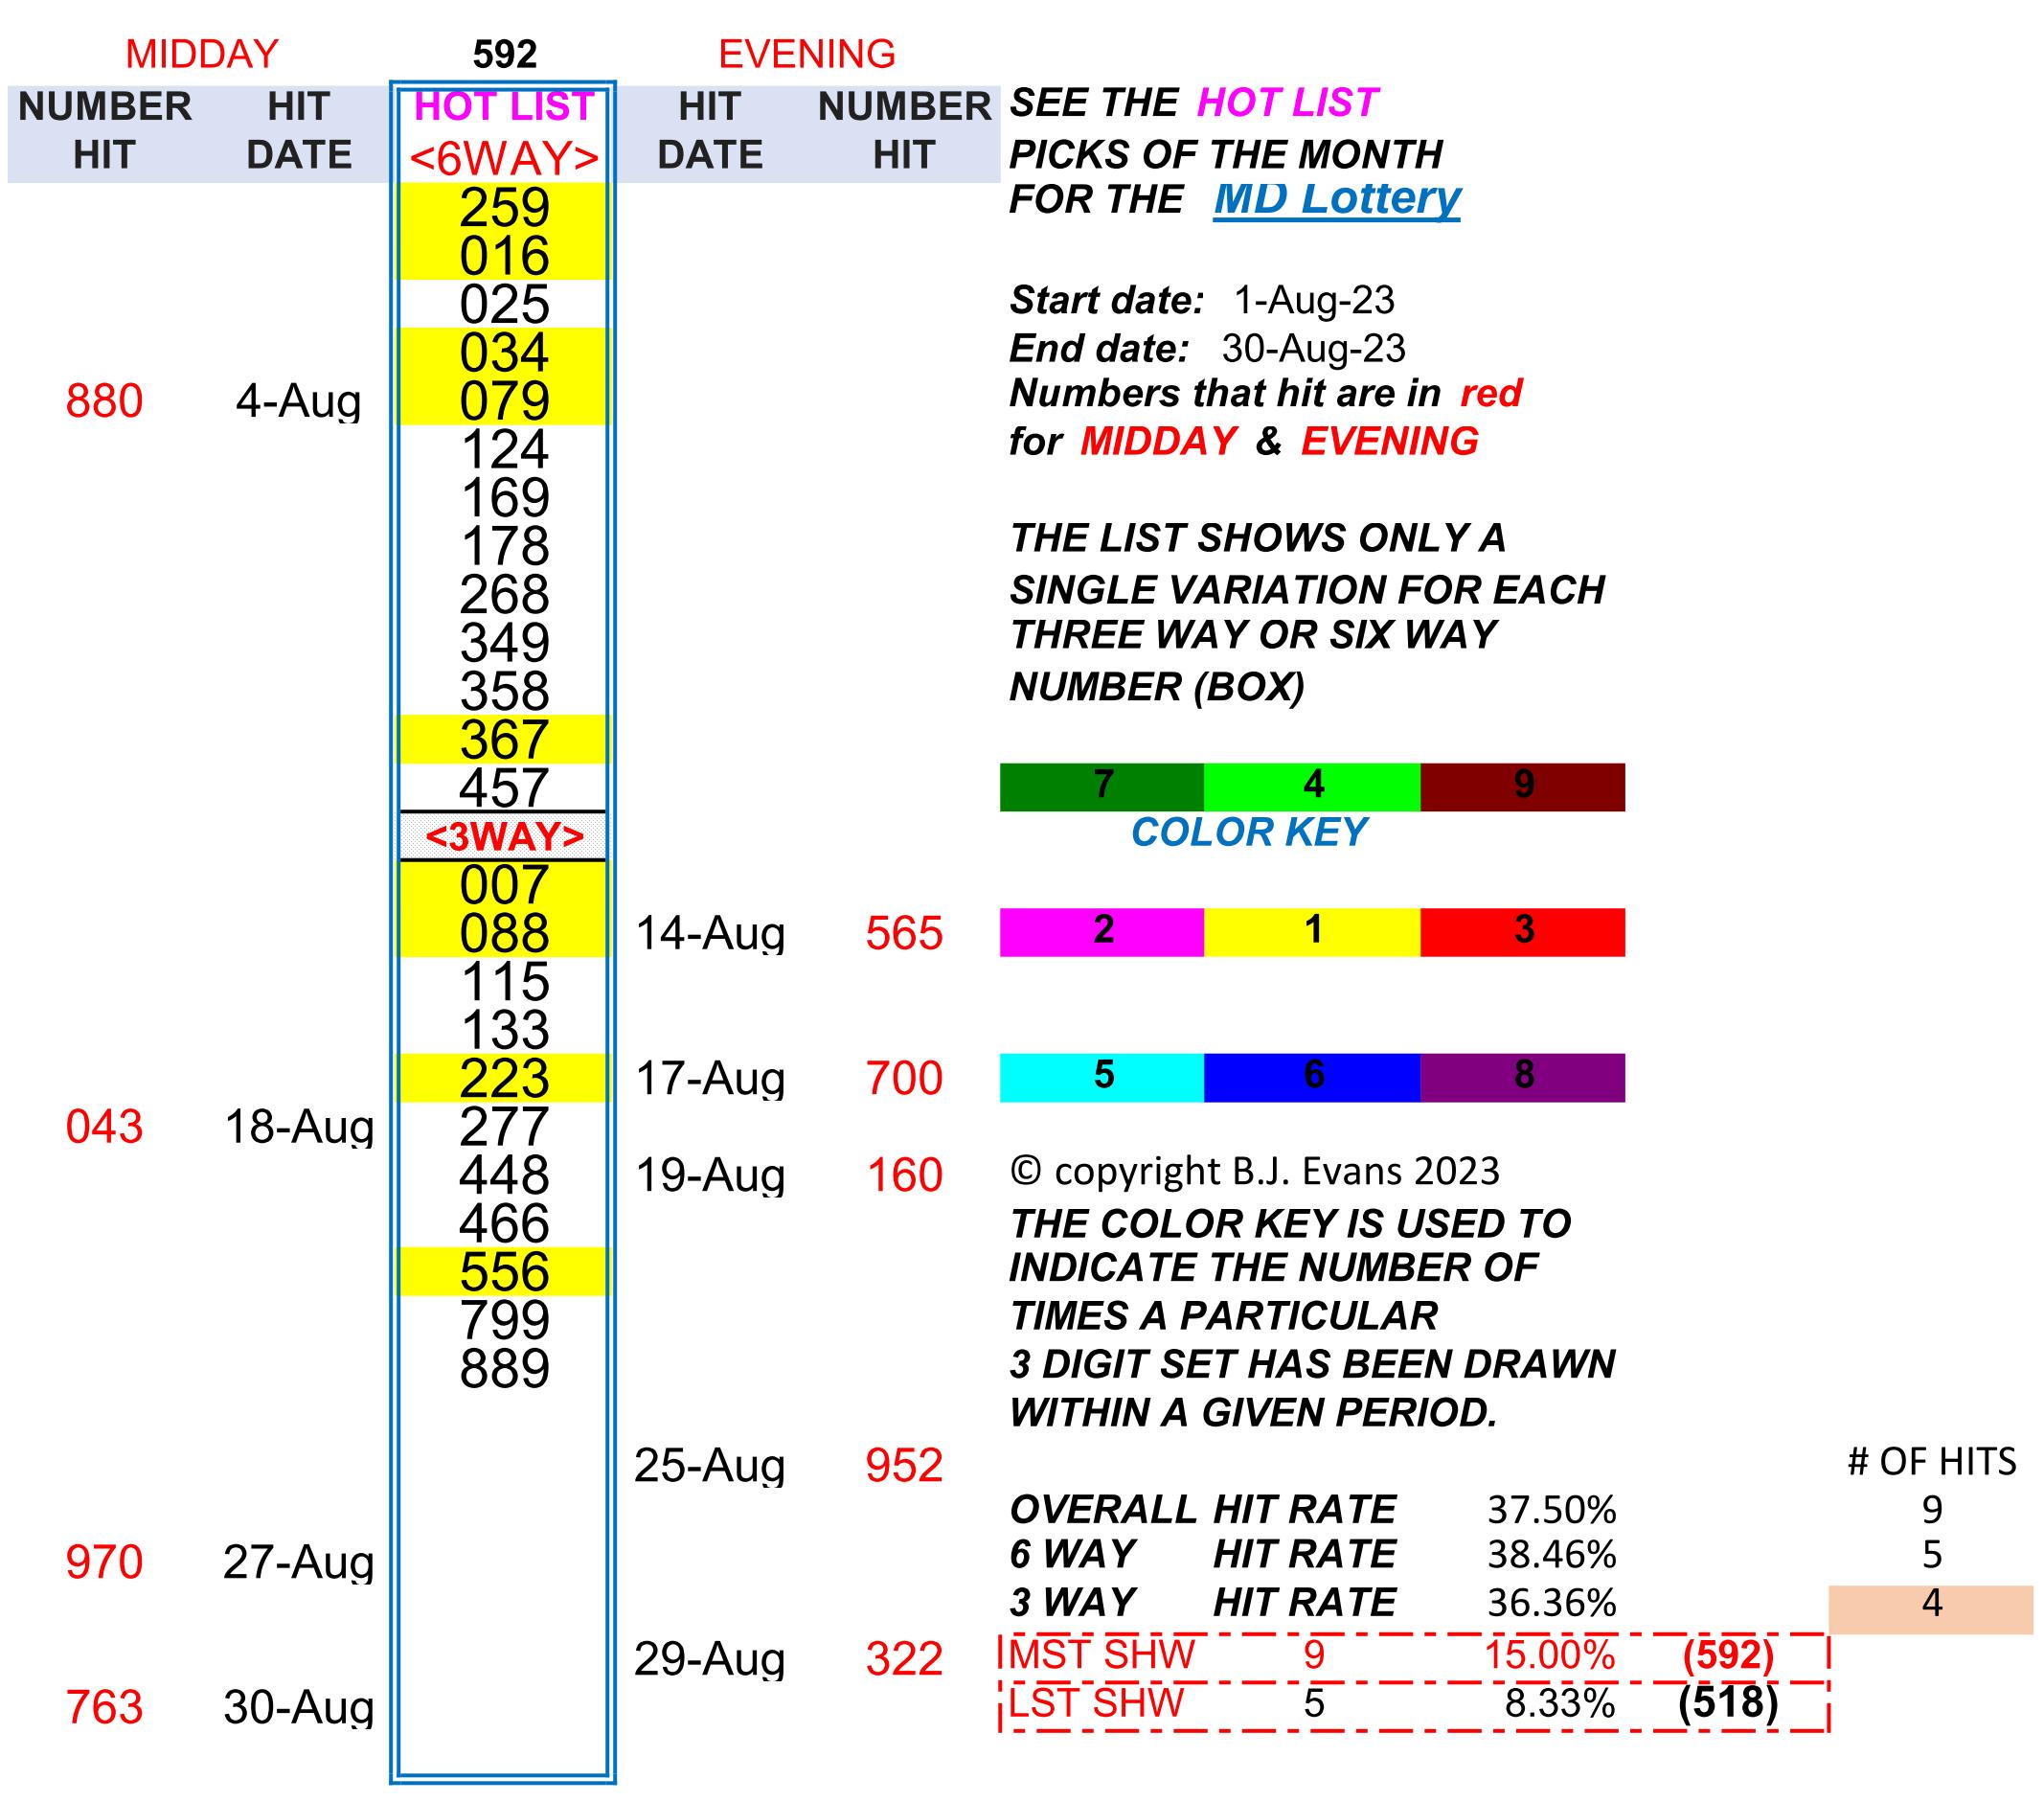 MIDDAY 592 EVENING
NUMBER HIT HOT LIST HIT NUMBER SEE THE HOT LIST
HIT DATE <6WAY> DATE HIT PICKS OF THE MONTH
259 FOR THE MD Lottery
016
025 Start date: 1-Aug-23
034 End date: 30-Aug-23
880 4-Aug 079 Numbers that hit are in red
124 for MIDDAY & EVENING
169
178 THE LIST SHOWS ONLY A
268 SINGLE VARIATION FOR EACH
349 THREE WAY OR SIX WAY
358 NUMBER (BOX)
367
457 7 4 9
<3WAY> COLOR KEY
007
088 14-Aug 565 2 1 3
115
133
223 17-Aug 700 5 6 8
043 18-Aug 277
448 19-Aug 160 © copyright B.J. Evans 2023
466 THE COLOR KEY IS USED TO
556 INDICATE THE NUMBER OF
799 TIMES A PARTICULAR
889 3 DIGIT SET HAS BEEN DRAWN
WITHIN A GIVEN PERIOD.
25-Aug 952 # OF HITS
OVERALL HIT RATE 37.50% 9
970 27-Aug 6 WAY HIT RATE 38.46% 5
3 WAY HIT RATE 36.36% 4
29-Aug 322 MST SHW 9 15.00% (592)
763 30-Aug LST SHW 5 8.33% (518)